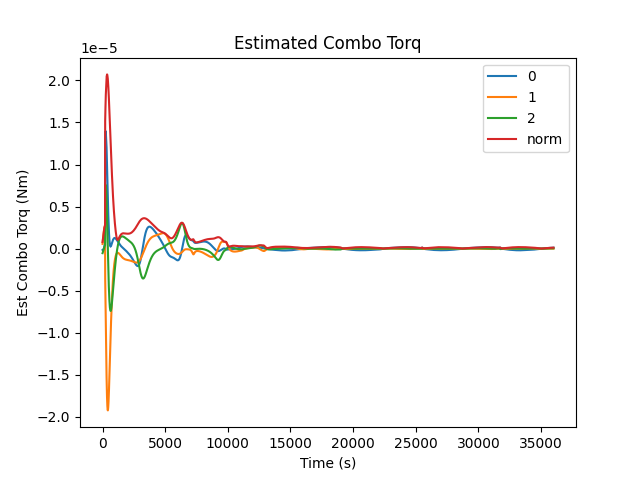 Estimated Combo Torq
1e−5
0
1
2
norm
2.0
1.5
1.0
0.5
0.0
−0.5
−1.0
−1.5
−2.0
Est Combo Torq (Nm)
0 5000 10000 15000 20000 25000 30000 35000
Time (s)